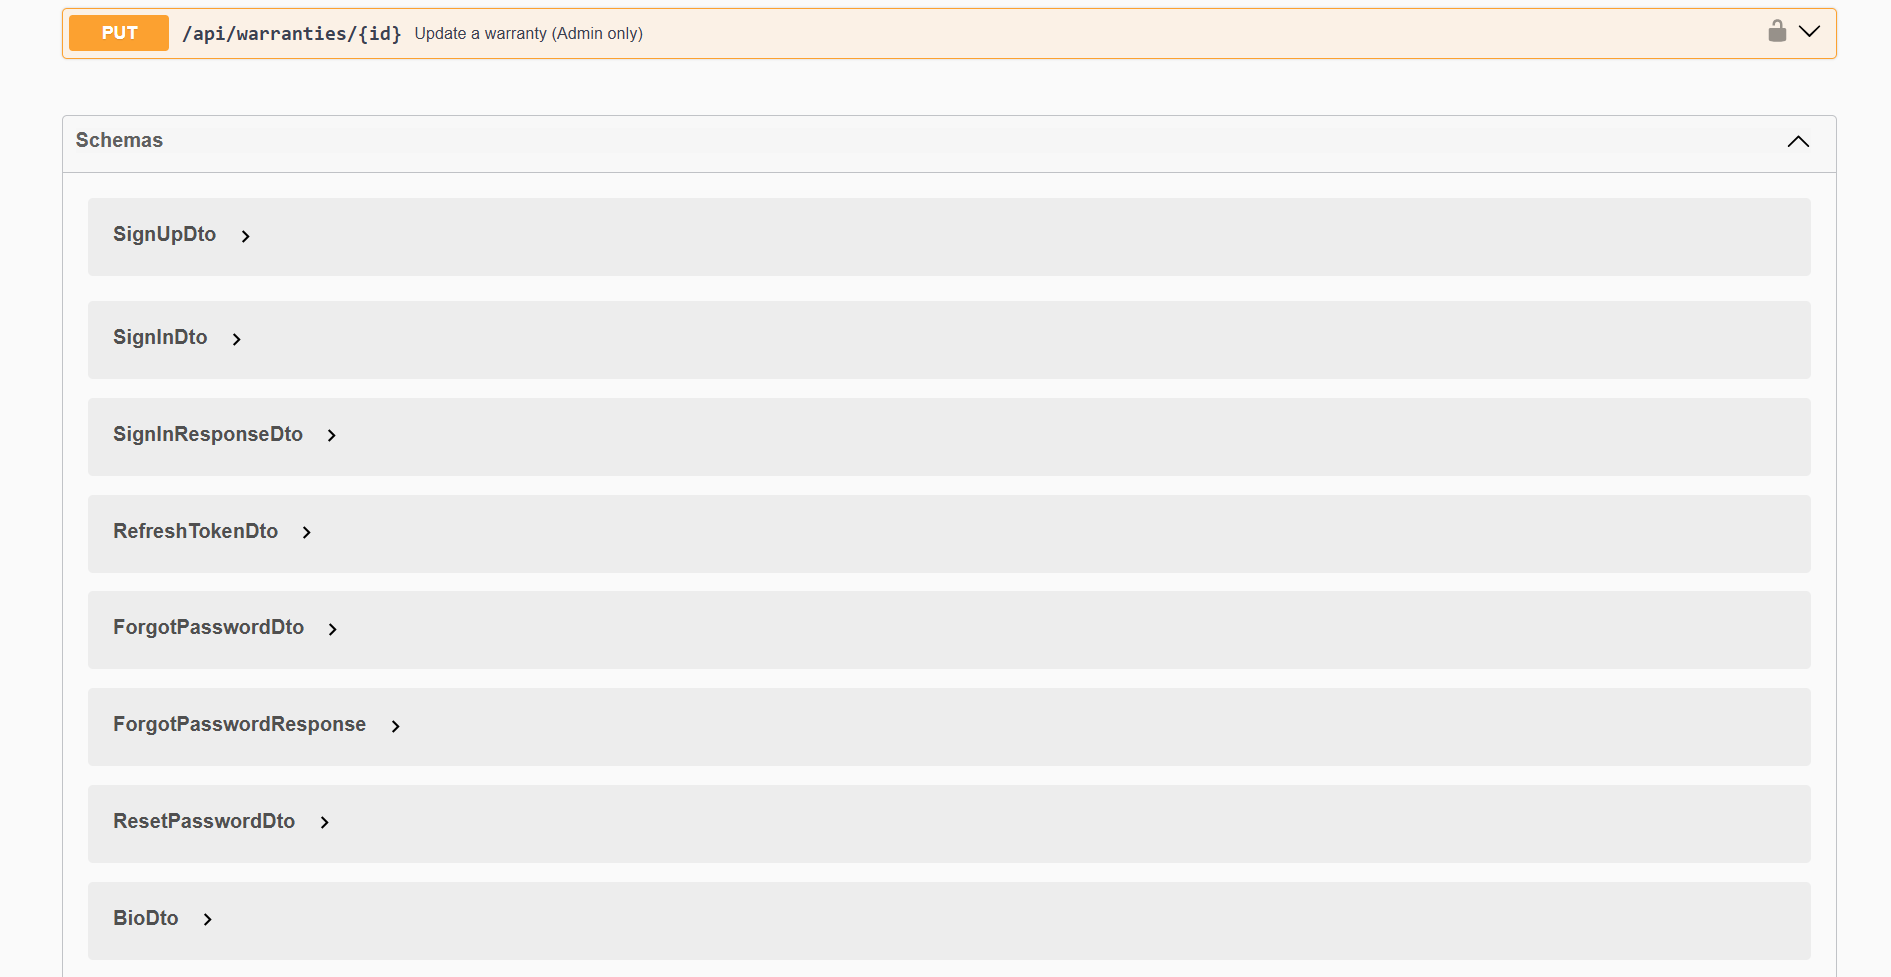 PUT /api/warranties/{id} Update a warranty (Admin only)
Schemas
SignUpDto
SignInDto
SignInResponseDto
RefreshTokenDto
ForgotPasswordDto
ForgotPasswordResponse
ResetPasswordDto
BioDto